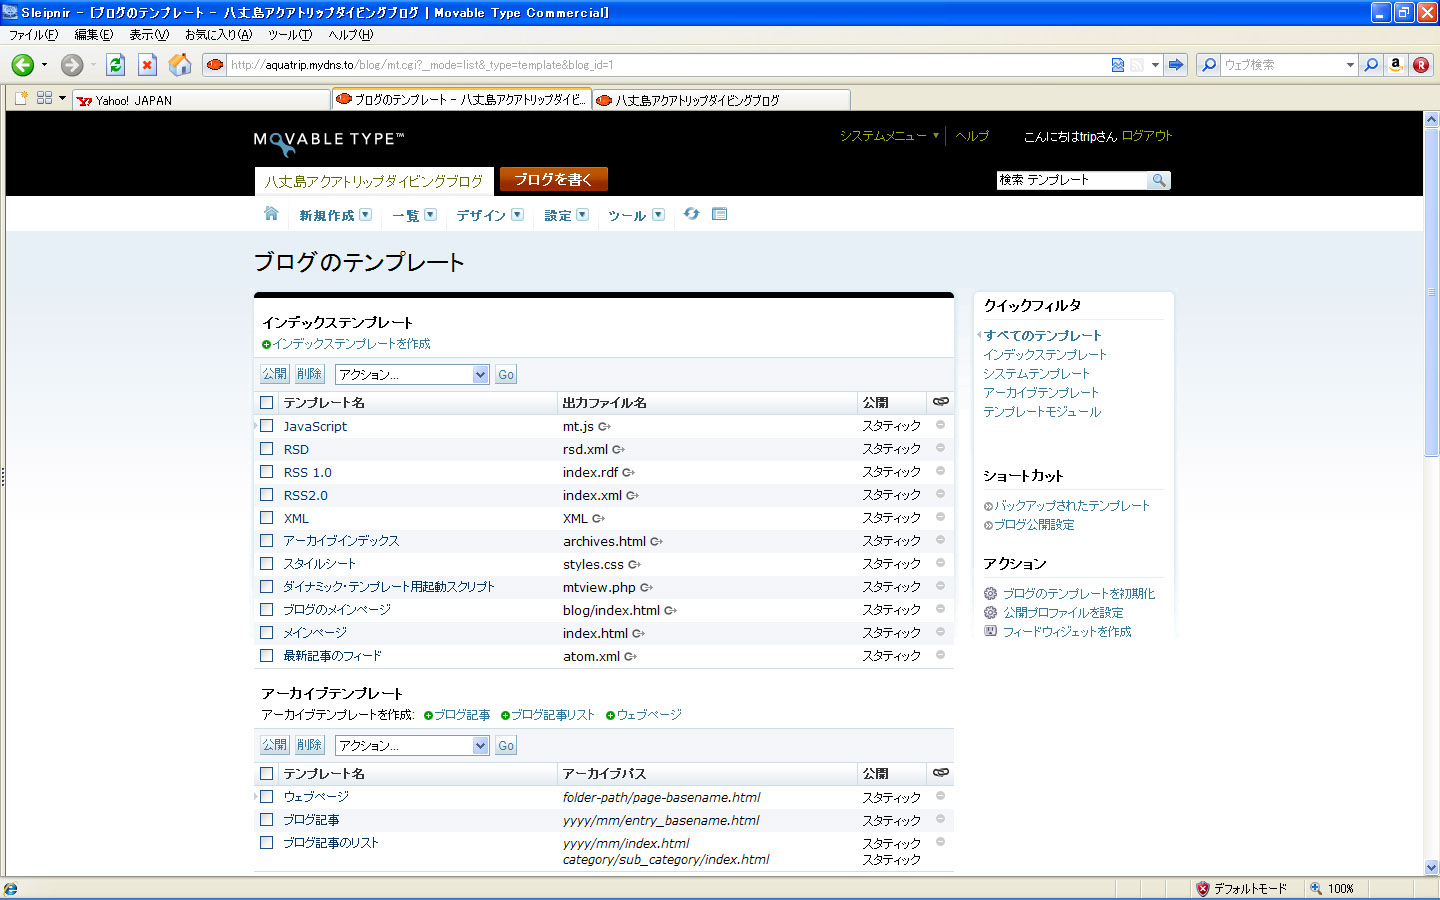 Sleipnir - [ブログのテンプレート - 八丈島アクアトリップダイビングブログ | Movable Type Commercial]
ファイル(F) 編集(E) 表示(V) お気に入り(A) ツール(T) ヘルプ(H)
http://aquatrip.mydns.to/blog/mt.cgi?__mode=list&_type=template&blog_id=1 ウェブ検索
Yahoo! JAPAN ブログのテンプレート - 八丈島アクアトリップダイビ... 八丈島アクアトリップダイビングブログ
MOVABLE TYPE™ システムメニュー ヘルプ こんにちはtripさん ログアウト
八丈島アクアトリップダイビングブログ ブログを書く 検索 テンプレート
新規作成 一覧 デザイン 設定 ツール
ブログのテンプレート
インデックステンプレート
インデックステンプレートを作成
公開 削除 アクション... Go
テンプレート名 出力ファイル名 公開
JavaScript mt.js スタティック
RSD rsd.xml スタティック
RSS 1.0 index.rdf スタティック
RSS2.0 index.xml スタティック
XML XML スタティック
アーカイブインデックス archives.html スタティック
スタイルシート styles.css スタティック
ダイナミック・テンプレート用起動スクリプト mtview.php スタティック
ブログのメインページ blog/index.html スタティック
メインページ index.html スタティック
最新記事のフィード atom.xml スタティック
アーカイブテンプレート
アーカイブテンプレートを作成: ブログ記事 ブログ記事リスト ウェブページ
公開 削除 アクション... Go
テンプレート名 アーカイブパス 公開
ウェブページ folder-path/page-basename.html スタティック
ブログ記事 yyyy/mm/entry_basename.html スタティック
ブログ記事のリスト yyyy/mm/index.html スタティック
category/sub_category/index.html スタティック
クイックフィルタ
すべてのテンプレート
インデックステンプレート
システムテンプレート
アーカイブテンプレート
テンプレートモジュール
ショートカット
バックアップされたテンプレート
ブログ公開設定
アクション
ブログのテンプレートを初期化
公開プロファイルを設定
フィードウィジェットを作成
デフォルトモード 100%